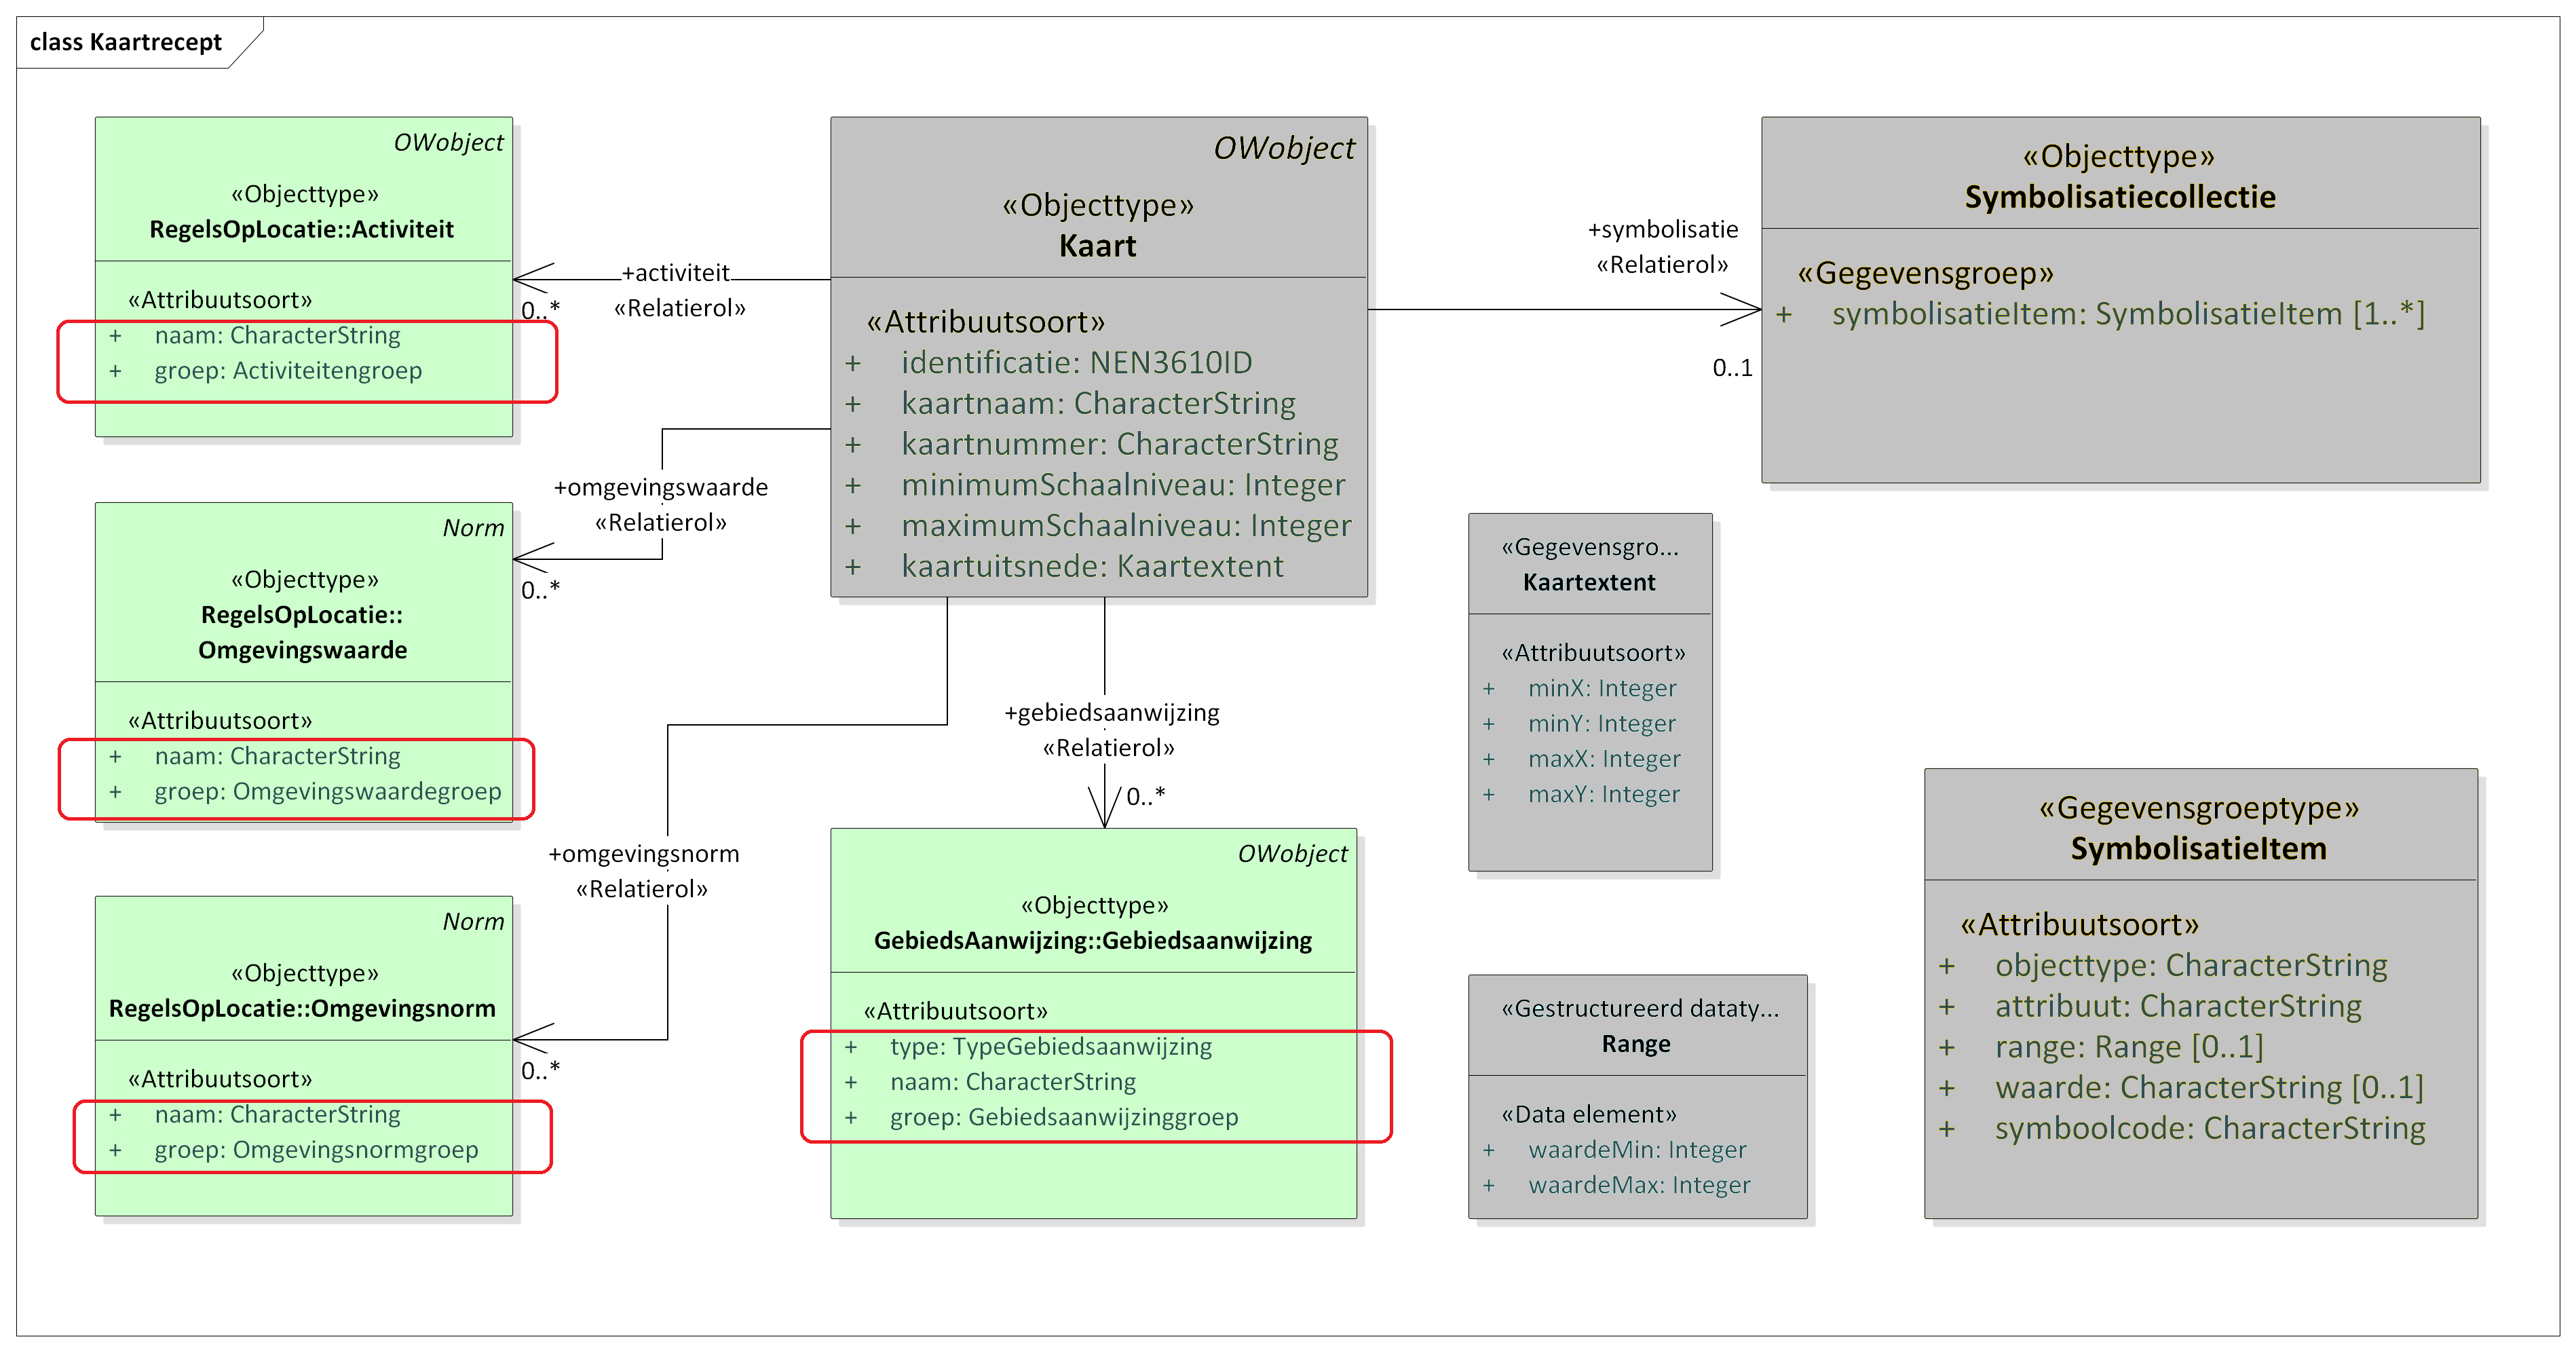 class Kaartrecept
OWobject
«Objecttype»
RegelsOpLocatie::Activiteit
«Attribuutsoort»
+ naam: CharacterString
+ groep: Activiteitengroep
+activiteit
«Relatierol»
0..*
OWobject
«Objecttype»
Kaart
«Attribuutsoort»
+ identificatie: NEN3610ID
+ kaartnaam: CharacterString
+ kaartnummer: CharacterString
+ minimumSchaalniveau: Integer
+ maximumSchaalniveau: Integer
+ kaartuitsnede: Kaartextent
+symbolisatie
«Relatierol»
0..1
«Objecttype»
Symbolisatiecollectie
«Gegevensgroep»
+ symbolisatieItem: SymbolisatieItem [1..*]
+omgevingswaarde
«Relatierol»
0..*
Norm
«Objecttype»
RegelsOpLocatie::
Omgevingswaarde
«Attribuutsoort»
+ naam: CharacterString
+ groep: Omgevingswaardegroep
+omgevingsnorm
«Relatierol»
0..*
Norm
«Objecttype»
RegelsOpLocatie::Omgevingsnorm
«Attribuutsoort»
+ naam: CharacterString
+ groep: Omgevingsnormgroep
+gebiedsaanwijzing
«Relatierol»
0..*
OWobject
«Objecttype»
GebiedsAanwijzing::Gebiedsaanwijzing
«Attribuutsoort»
+ type: TypeGebiedsaanwijzing
+ naam: CharacterString
+ groep: Gebiedsaanwijzinggroep
«Gegevensgro...
Kaartextent
«Attribuutsoort»
+ minX: Integer
+ minY: Integer
+ maxX: Integer
+ maxY: Integer
«Gestructureerd dataty...
Range
«Data element»
+ waardeMin: Integer
+ waardeMax: Integer
«Gegevensgroeptype»
SymbolisatieItem
«Attribuutsoort»
+ objecttype: CharacterString
+ attribuut: CharacterString
+ range: Range [0..1]
+ waarde: CharacterString [0..1]
+ symboolcode: CharacterString